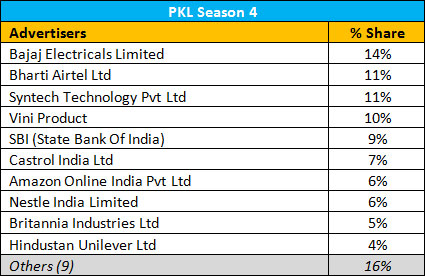 PKL Season 4
Advertisers % Share
Bajaj Electricals Limited 14%
Bharti Airtel Ltd 11%
Syntech Technology Pvt Ltd 11%
Vini Product 10%
SBI (State Bank Of India) 9%
Castrol India Ltd 7%
Amazon Online India Pvt Ltd 6%
Nestle India Limited 6%
Britannia Industries Ltd 5%
Hindustan Unilever Ltd 4%
Others (9) 16%